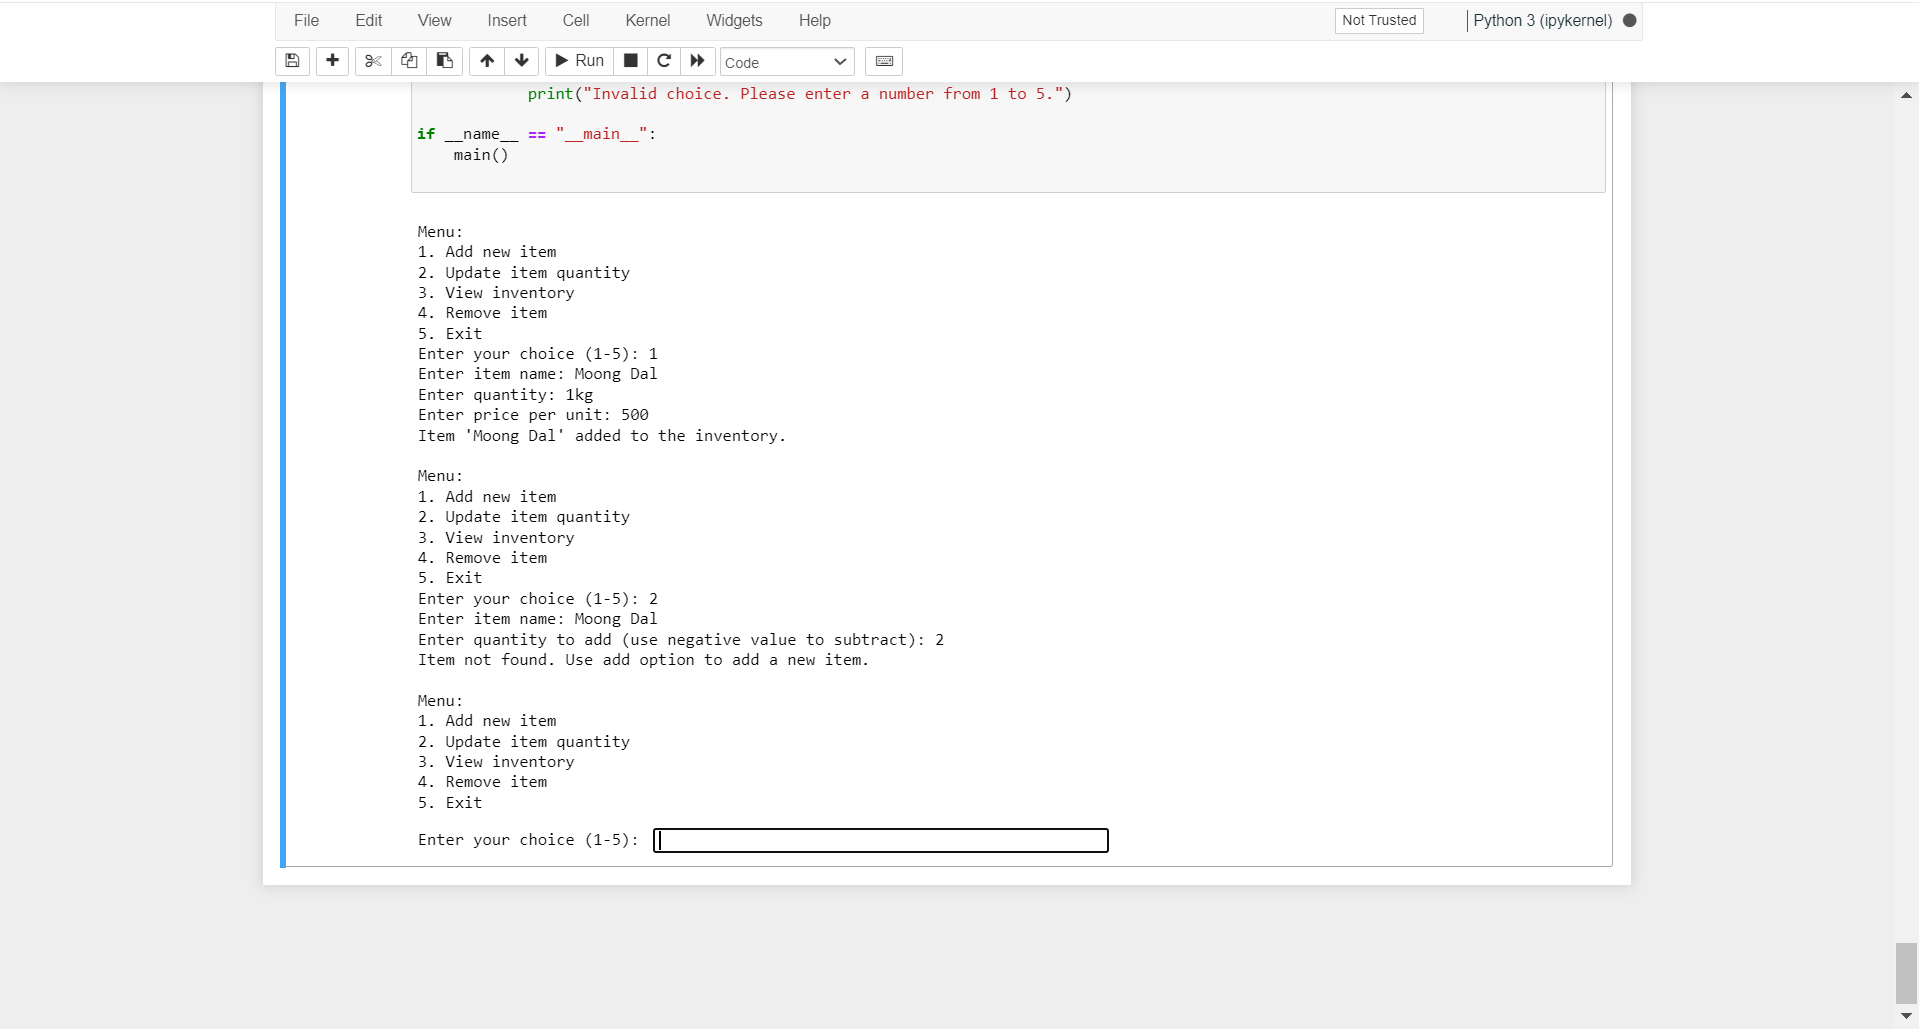 File Edit View Insert Cell Kernel Widgets Help Not Trusted Python 3 (ipykernel)
Run Code
print("Invalid choice. Please enter a number from 1 to 5.")
if __name__ == "__main__":
main()
Menu:
1. Add new item
2. Update item quantity
3. View inventory
4. Remove item
5. Exit
Enter your choice (1-5): 1
Enter item name: Moong Dal
Enter quantity: 1kg
Enter price per unit: 500
Item 'Moong Dal' added to the inventory.
Menu:
1. Add new item
2. Update item quantity
3. View inventory
4. Remove item
5. Exit
Enter your choice (1-5): 2
Enter item name: Moong Dal
Enter quantity to add (use negative value to subtract): 2
Item not found. Use add option to add a new item.
Menu:
1. Add new item
2. Update item quantity
3. View inventory
4. Remove item
5. Exit
Enter your choice (1-5):